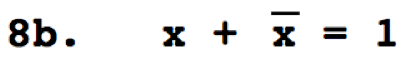 8b. x + x̅ = 1